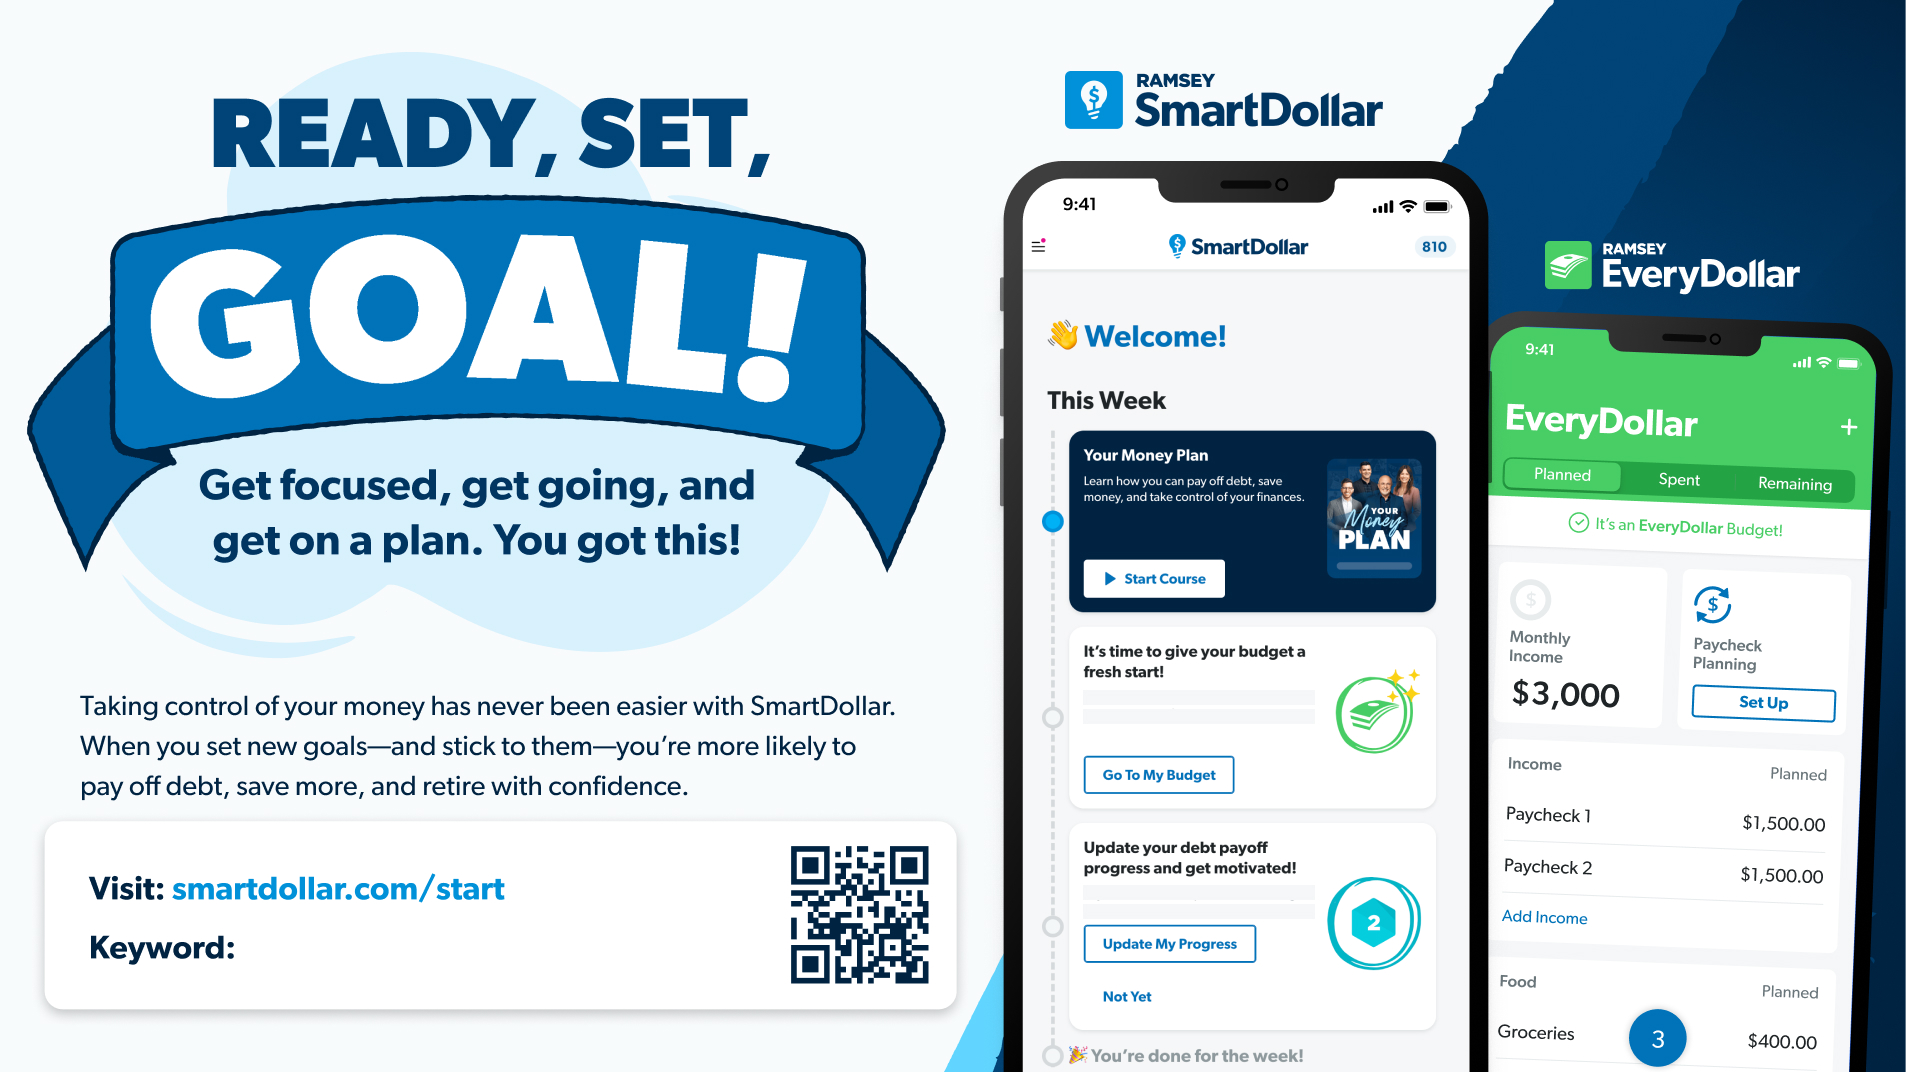 READY, SET,
GOAL!
Get focused, get going, and
get on a plan. You got this!
Taking control of your money has never been easier with SmartDollar.
When you set new goals—and stick to them—you’re more likely to
pay off debt, save more, and retire with confidence.
Visit: smartdollar.com/start
Keyword:
RAMSEY
SmartDollar
9:41
SmartDollar
810
👋 Welcome!
This Week
Your Money Plan
Learn how you can pay off debt, save
money, and take control of your finances.
YOUR
Money
PLAN
Start Course
It’s time to give your budget a
fresh start!
Go To My Budget
Update your debt payoff
progress and get motivated!
2
Update My Progress
Not Yet
🎉 You’re done for the week!
RAMSEY
EveryDollar
9:41
EveryDollar
+
Planned Spent Remaining
It’s an EveryDollar Budget!
$
Monthly
Income
$3,000
$
Paycheck
Planning
Set Up
Income Planned
Paycheck 1 $1,500.00
Paycheck 2 $1,500.00
Add Income
Food Planned
Groceries $400.00
3